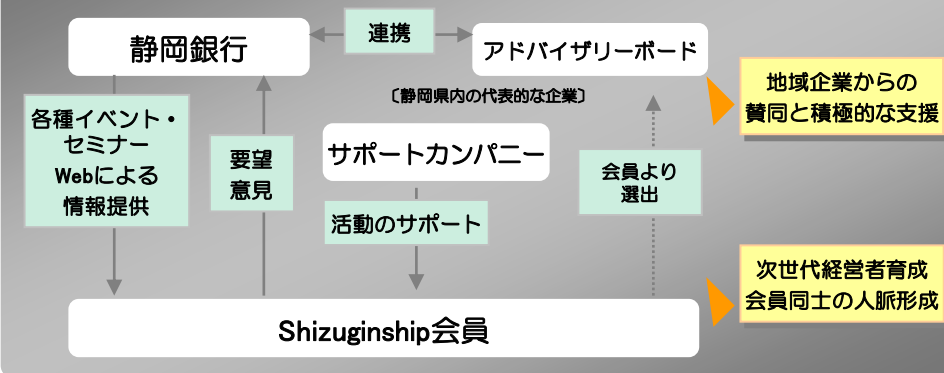 静岡銀行
連携
アドバイザリーボード
〔静岡県内の代表的な企業〕
地域企業からの
賛同と積極的な支援
各種イベント・
セミナー
Webによる
情報提供
要望
意見
サポートカンパニー
会員より
選出
活動のサポート
次世代経営者育成
会員同士の人脈形成
Shizuginship会員